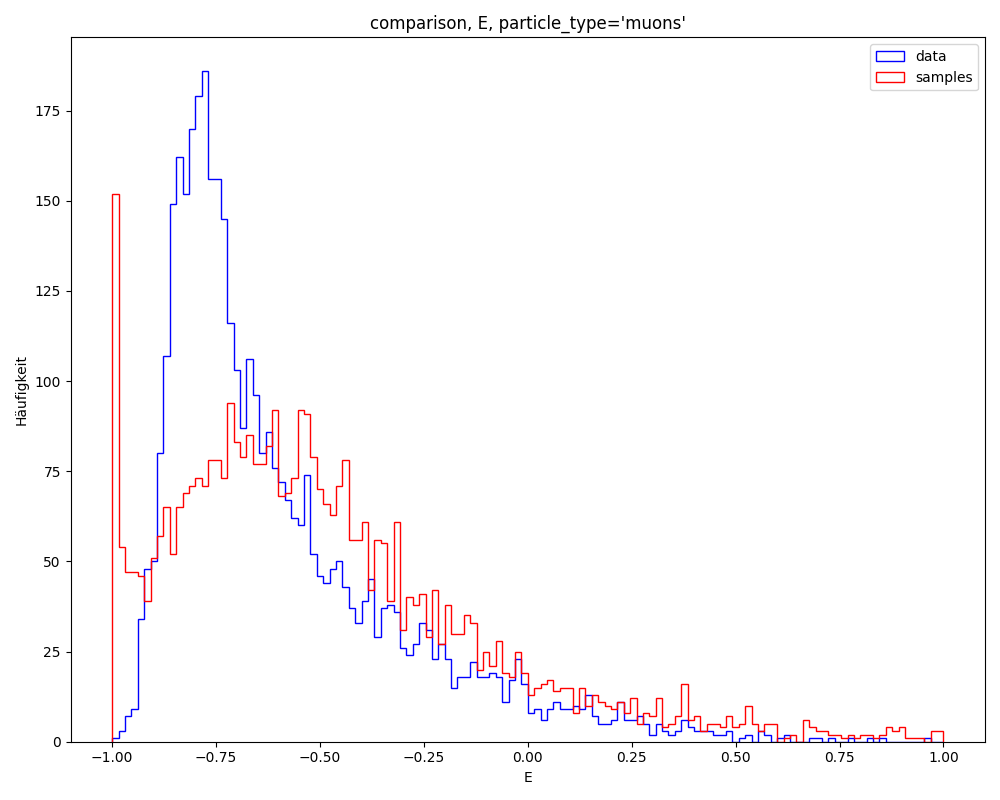 comparison, E, particle_type='muons'
data
samples
Häufigkeit
175
150
125
100
75
50
25
0
−1.00 −0.75 −0.50 −0.25 0.00 0.25 0.50 0.75 1.00
E